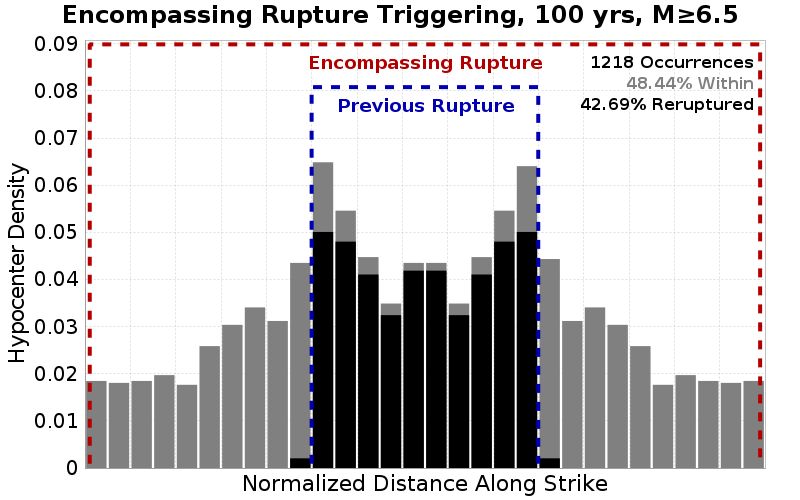 Encompassing Rupture Triggering, 100 yrs, M≥6.5
0.09
Encompassing Rupture
1218 Occurrences
48.44% Within
0.08
Previous Rupture
42.69% Reruptured
0.07
0.06
0.05
0.04
0.03
0.02
0.01
0
Hypocenter Density
Normalized Distance Along Strike